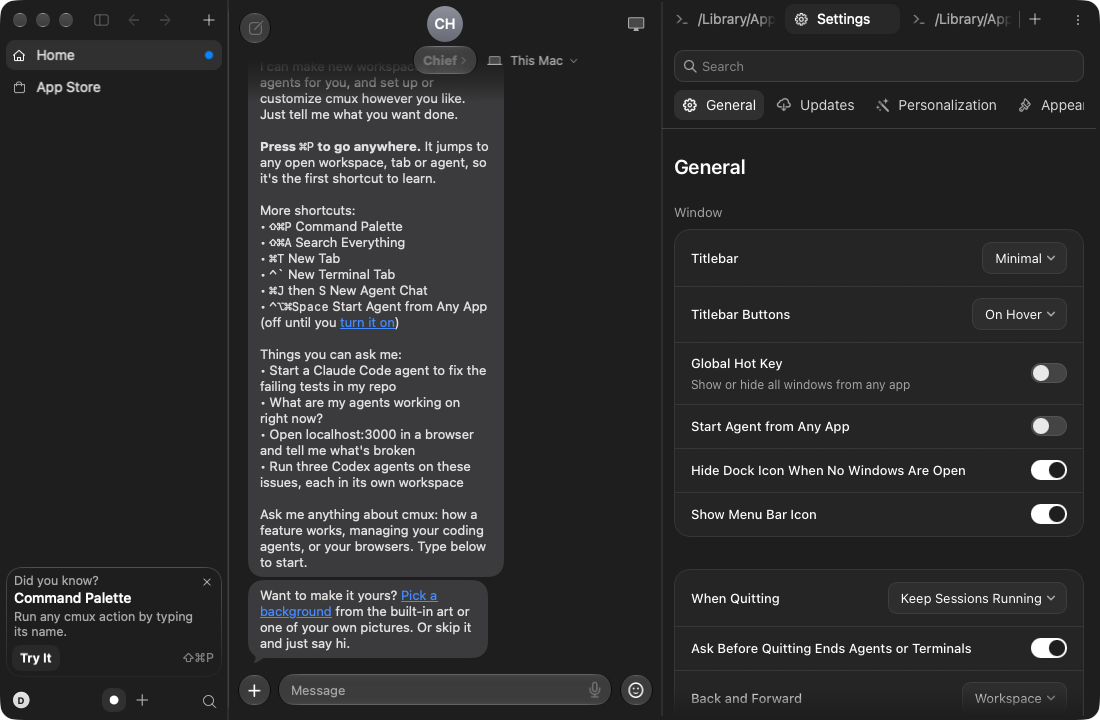 Home
App Store
Did you know?
Command Palette
Run any cmux action by typing
its name.
Try It
⇧⌘P
D
CH
Chief
This Mac
I can make new workspac
agents for you, and set up or
customize cmux however you like.
Just tell me what you want done.
Press ⌘P to go anywhere. It jumps to
any open workspace, tab or agent, so
it's the first shortcut to learn.
More shortcuts:
• ⇧⌘P Command Palette
• ⇧⌘A Search Everything
• ⌘T New Tab
• ^` New Terminal Tab
• ⌘J then S New Agent Chat
• ^⌥⌘Space Start Agent from Any App
(off until you turn it on)
Things you can ask me:
• Start a Claude Code agent to fix the
failing tests in my repo
• What are my agents working on
right now?
• Open localhost:3000 in a browser
and tell me what's broken
• Run three Codex agents on these
issues, each in its own workspace
Ask me anything about cmux: how a
feature works, managing your coding
agents, or your browsers. Type below
to start.
Want to make it yours? Pick a
background from the built-in art or
one of your own pictures. Or skip it
and just say hi.
Message
/Library/App
Settings
/Library/App
Search
General
Updates
Personalization
Appear
General
Window
Titlebar
Minimal
Titlebar Buttons
On Hover
Global Hot Key
Show or hide all windows from any app
Start Agent from Any App
Hide Dock Icon When No Windows Are Open
Show Menu Bar Icon
When Quitting
Keep Sessions Running
Ask Before Quitting Ends Agents or Terminals
Back and Forward
Workspace